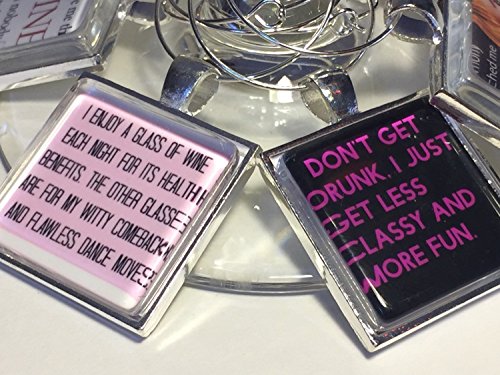 I ENJOY A GLASS OF WINE
EACH NIGHT FOR ITS HEALTH
BENEFITS. THE OTHER GLASSES
ARE FOR MY WITTY COMEBACKS
AND FLAWLESS DANCE MOVES.
I DON'T GET
DRUNK. I JUST
GET LESS
CLASSY AND
MORE FUN.
WINE